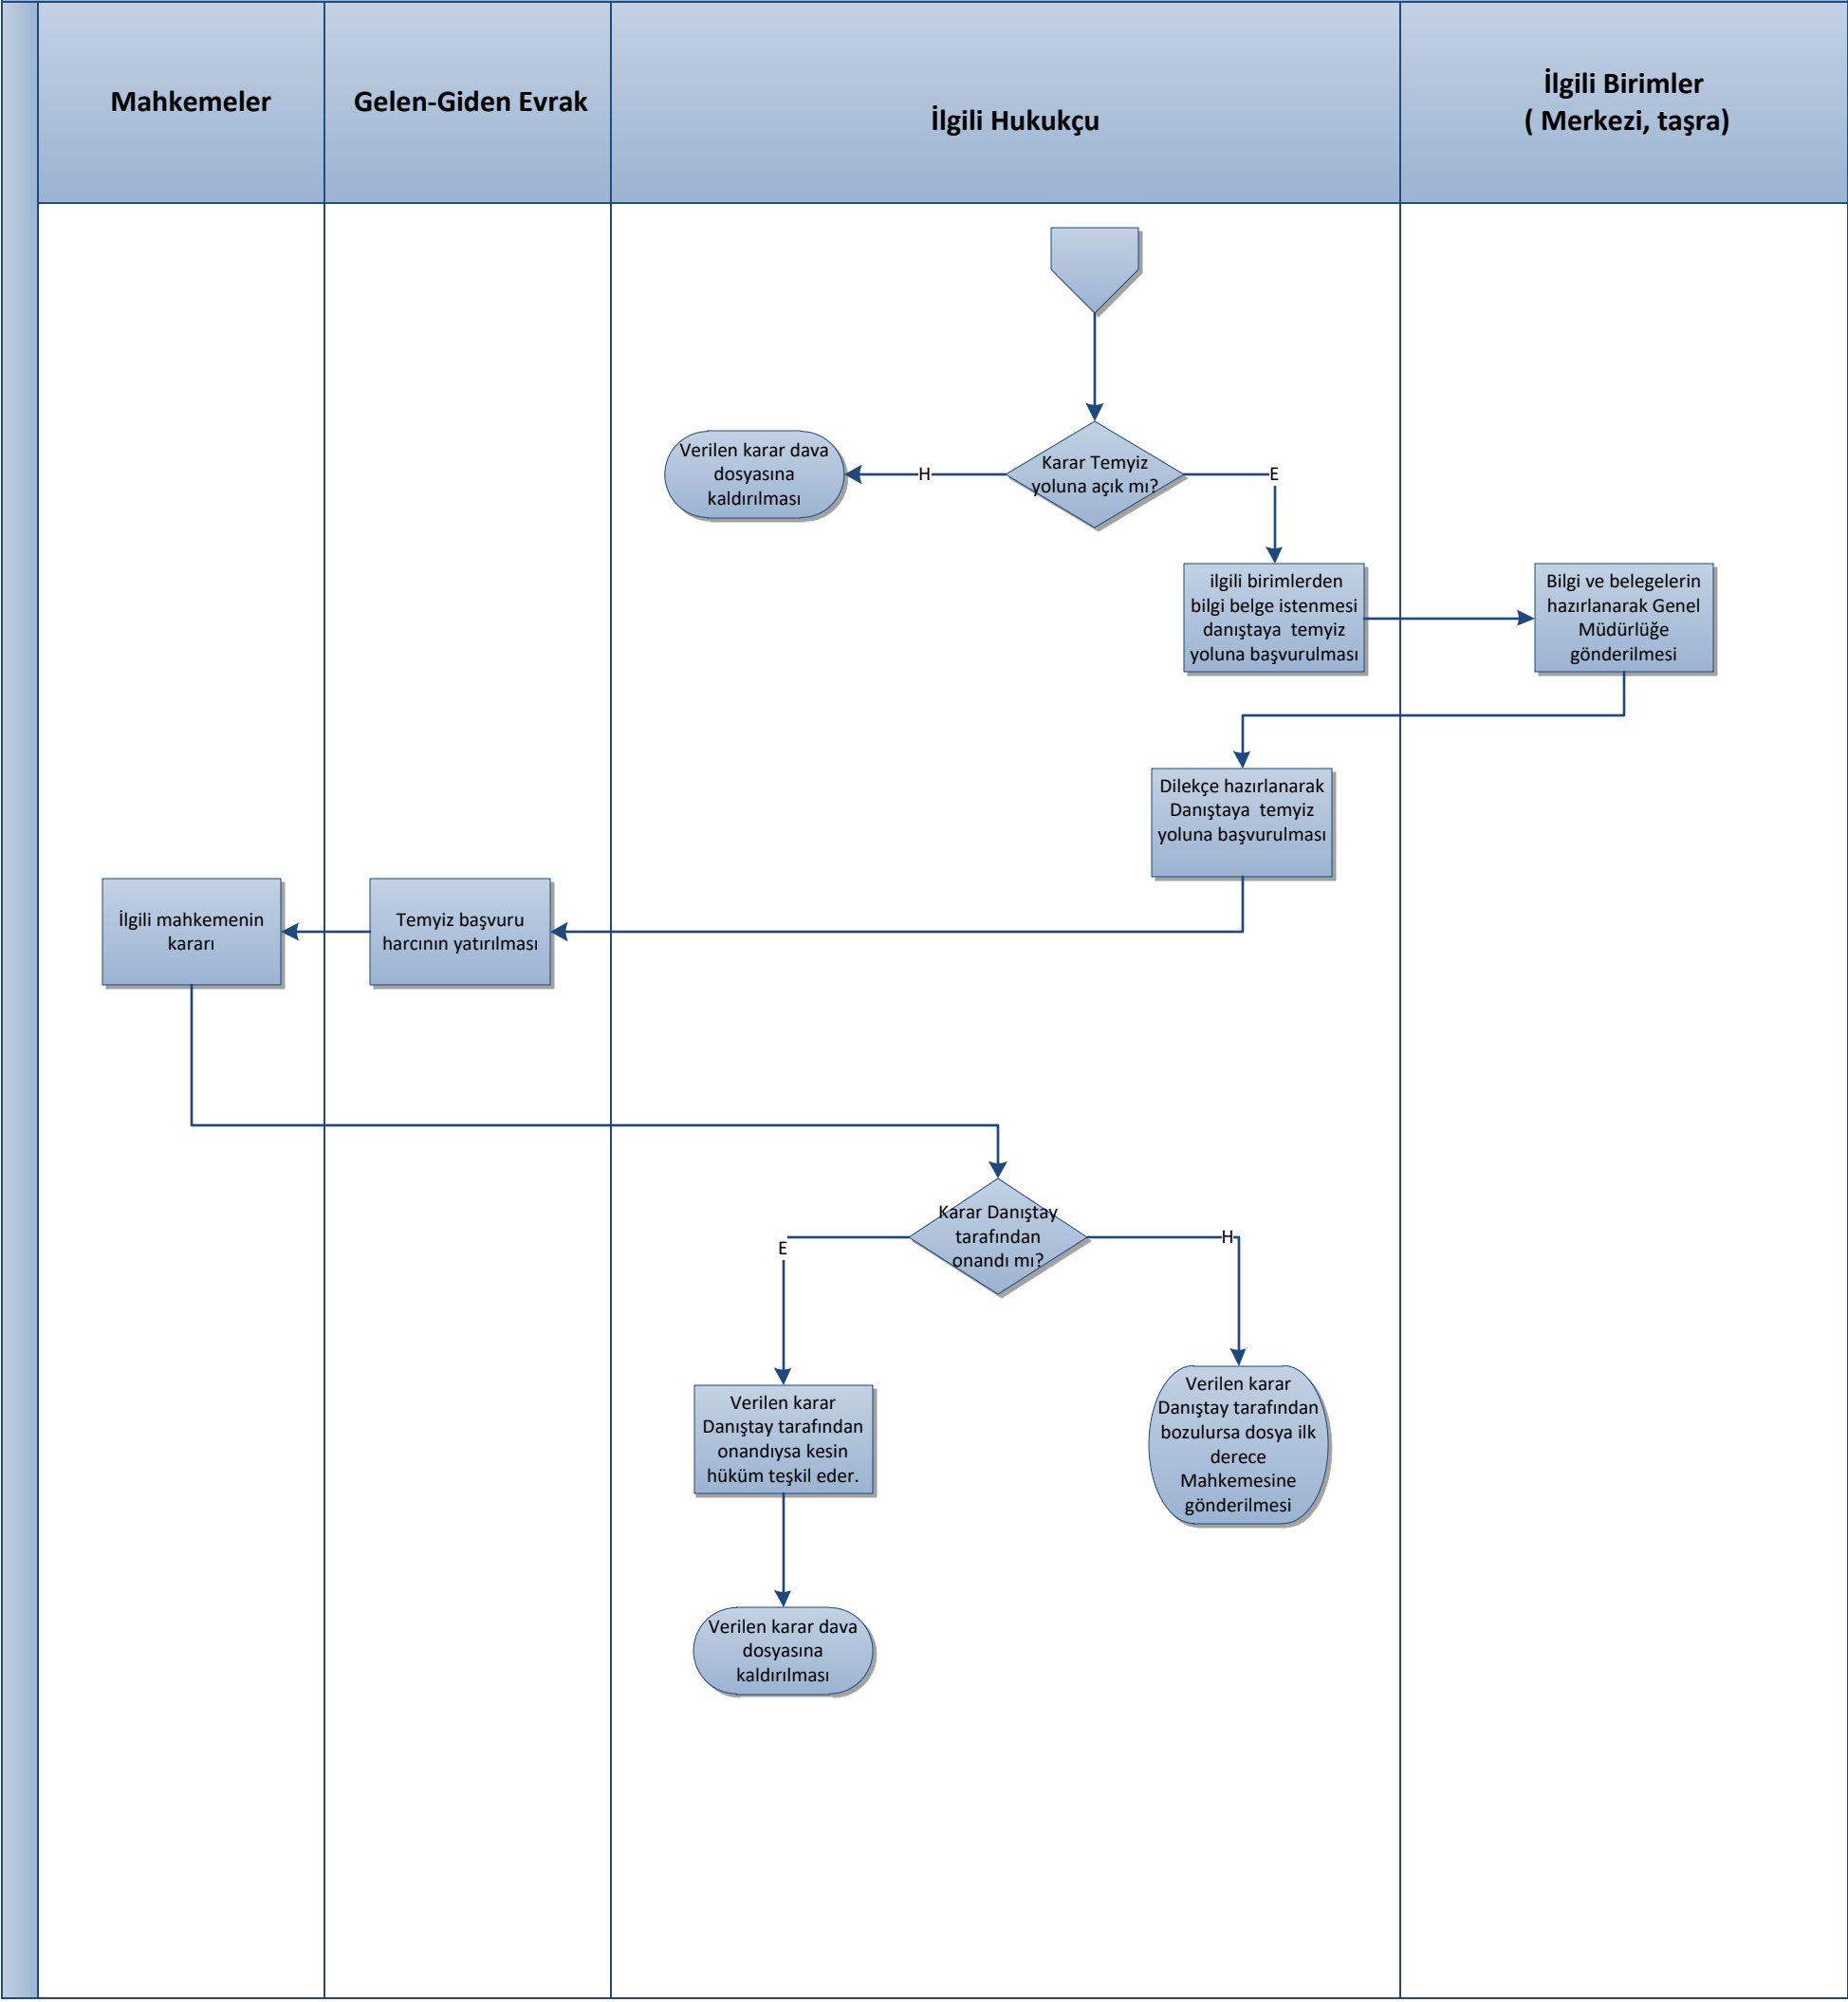 Mahkemeler
Gelen-Giden Evrak
İlgili Hukukçu
İlgili Birimler
( Merkezi, taşra)
Karar Temyiz
yoluna açık mı?
H
E
Verilen karar dava
dosyasına
kaldırılması
ilgili birimlerden
bilgi belge istenmesi
danıştaya temyiz
yoluna başvurulması
Bilgi ve belegelerin
hazırlanarak Genel
Müdürlüğe
gönderilmesi
Dilekçe hazırlanarak
Danıştaya temyiz
yoluna başvurulması
Temyiz başvuru
harcının yatırılması
İlgili mahkemenin
kararı
Karar Danıştay
tarafından
onandı mı?
E
H
Verilen karar
Danıştay tarafından
onandıysa kesin
hüküm teşkil eder.
Verilen karar
Danıştay tarafından
bozulursa dosya ilk
derece
Mahkemesine
gönderilmesi
Verilen karar dava
dosyasına
kaldırılması